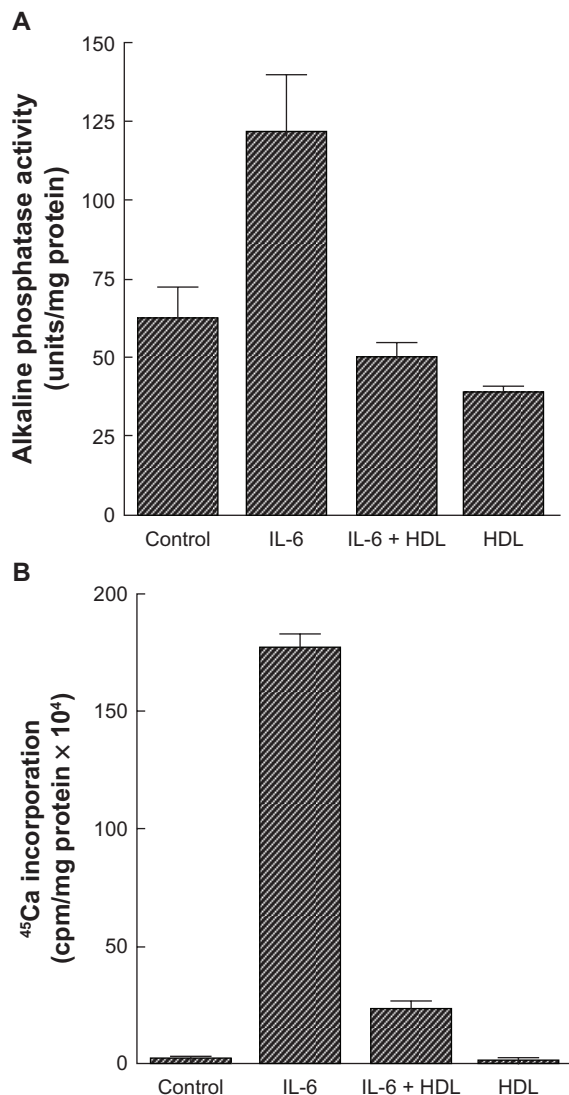 A
Alkaline phosphatase activity
(units/mg protein)
150
125
100
75
50
25
0
Control IL-6 IL-6 + HDL HDL
B
⁴⁵Ca incorporation
(cpm/mg protein × 10⁴)
200
150
100
50
0
Control IL-6 IL-6 + HDL HDL